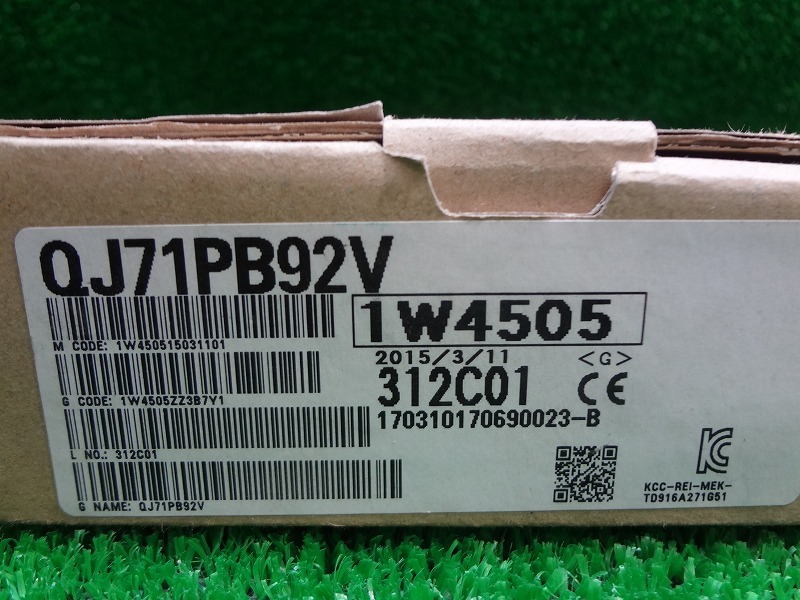 QJ71PB92V
1W4505
M CODE: 1W450515031101
2015/3/11 <G>
312C01 CE
G CODE: 1W4505ZZ3B7Y1
170310170690023-B
L NO.: 312C01
G NAME: QJ71PB92V
KCC-REI-MEK-
TD916A271G51